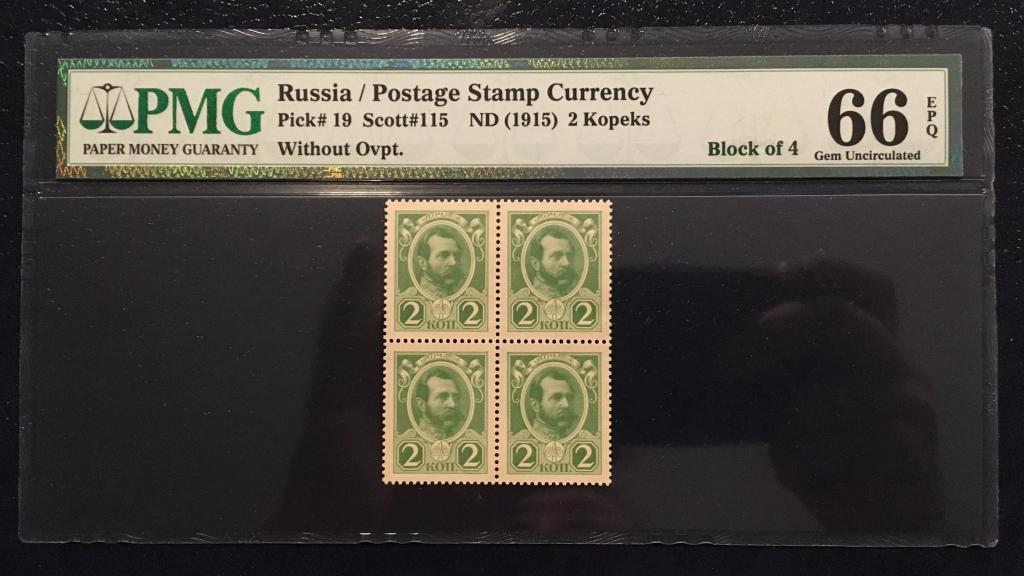 PMG
PAPER MONEY GUARANTY
Russia / Postage Stamp Currency
Pick# 19 Scott#115 ND (1915) 2 Kopeks
Without Ovpt.
Block of 4
66 EPQ
Gem Uncirculated
2 КОП. 2
2 КОП. 2
2 КОП. 2
2 КОП. 2